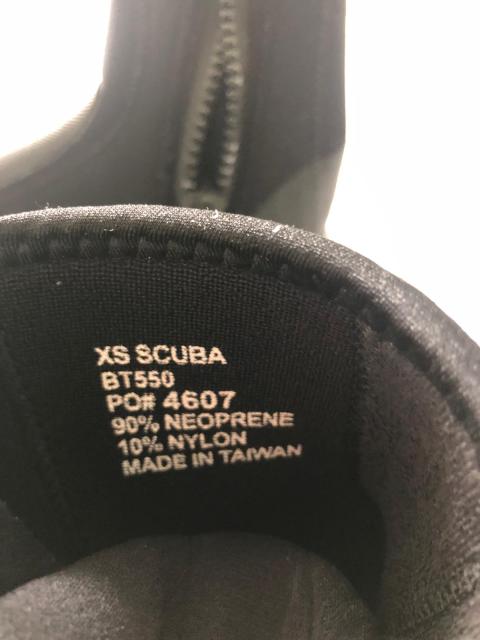 XS SCUBA
BT550
PO# 4607
90% NEOPRENE
10% NYLON
MADE IN TAIWAN